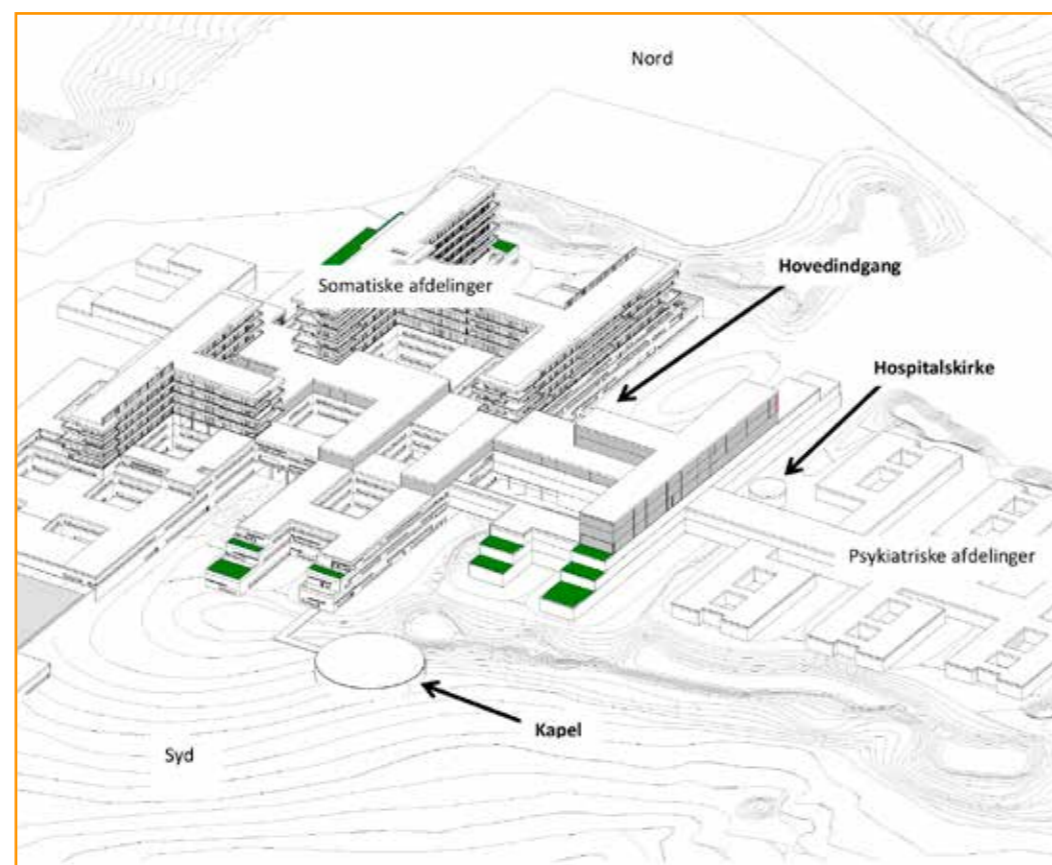 Nord
Hovedindgang
Somatiske afdelinger
Hospitalskirke
Psykiatriske afdelinger
Kapel
Syd